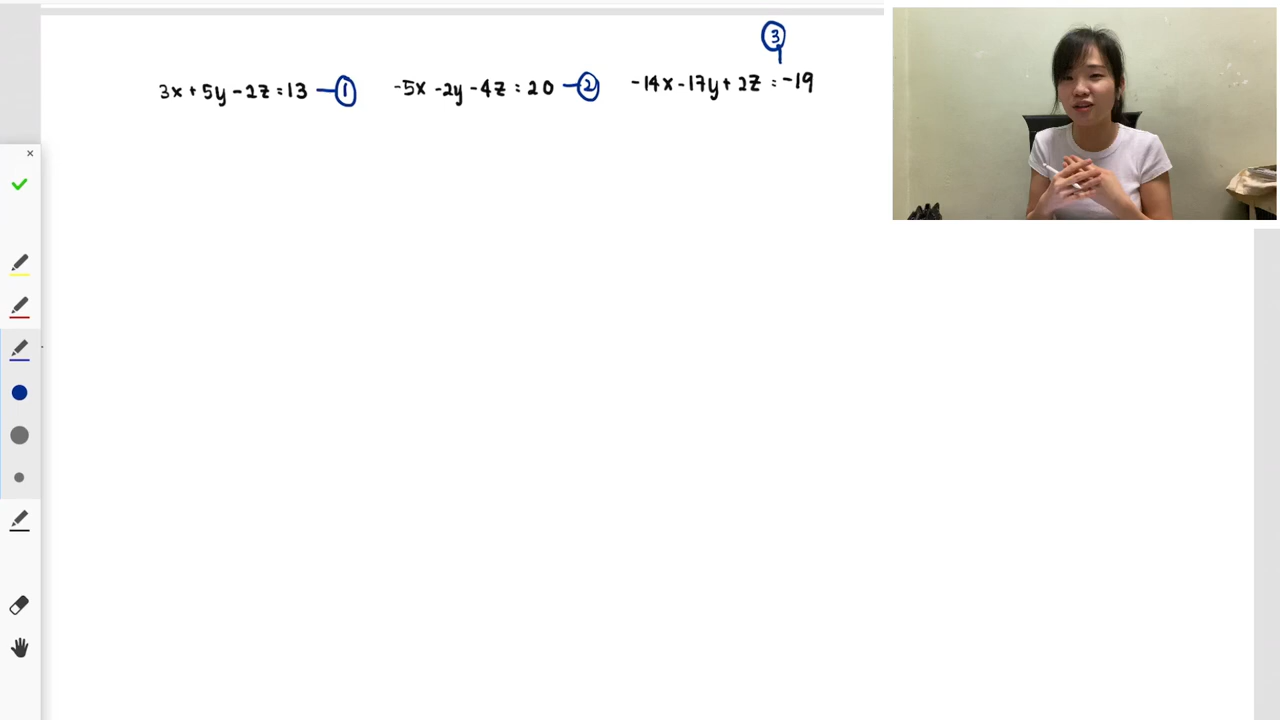 3
3x + 5y - 2z = 13 — 1 -5x - 2y - 4z = 20 — 2 -14x - 17y + 2z = -19